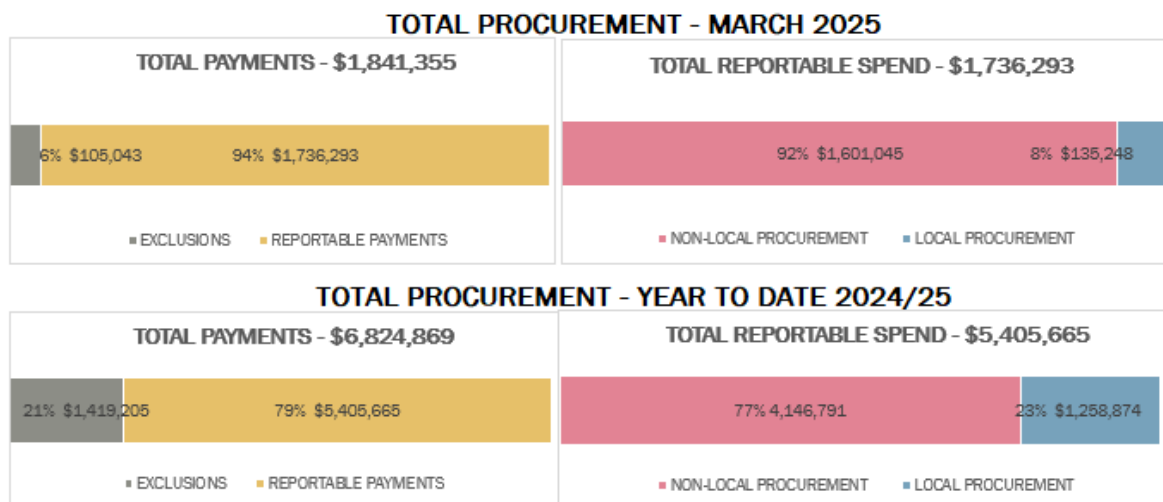 TOTAL PROCUREMENT - MARCH 2025
TOTAL PAYMENTS - $1,841,355
6% $105,043
94% $1,736,293
EXCLUSIONS
REPORTABLE PAYMENTS
TOTAL REPORTABLE SPEND - $1,736,293
92% $1,601,045
8% $135,248
NON-LOCAL PROCUREMENT
LOCAL PROCUREMENT
TOTAL PROCUREMENT - YEAR TO DATE 2024/25
TOTAL PAYMENTS - $6,824,869
21% $1,419,205
79% $5,405,665
EXCLUSIONS
REPORTABLE PAYMENTS
TOTAL REPORTABLE SPEND - $5,405,665
77% 4,146,791
23% $1,258,874
NON-LOCAL PROCUREMENT
LOCAL PROCUREMENT